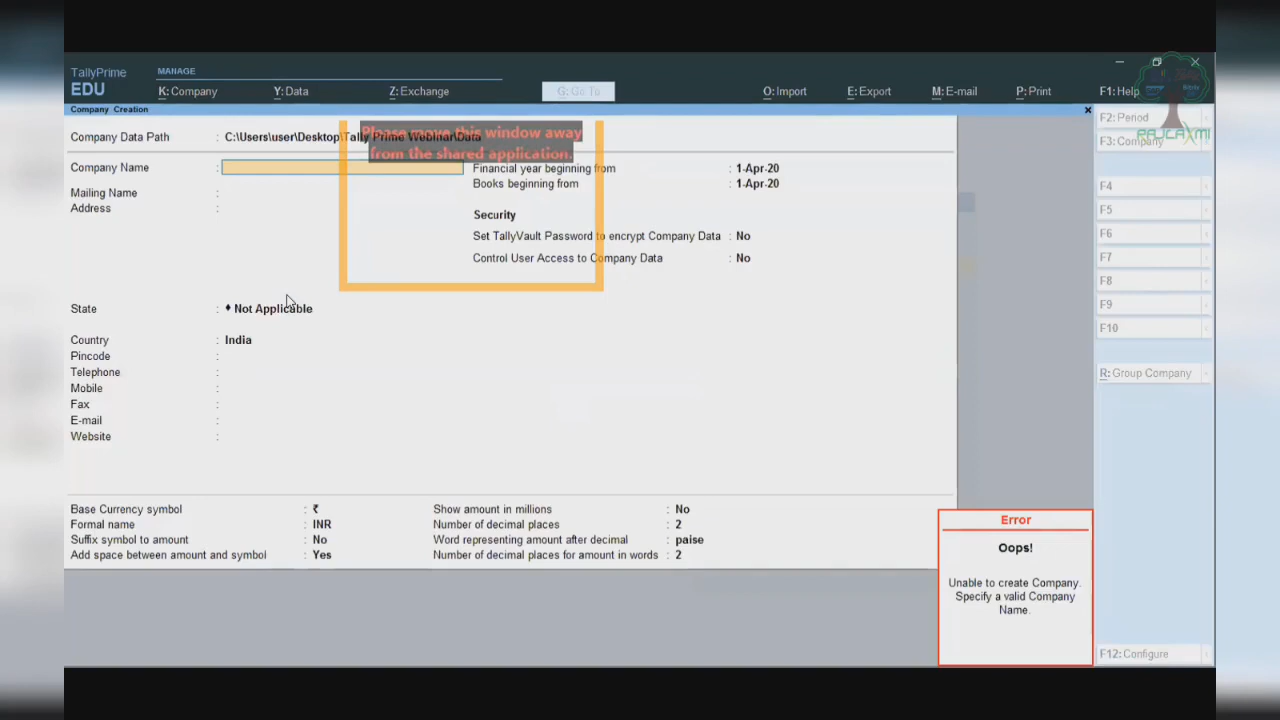 TallyPrime
EDU
MANAGE
K: Company
Y: Data
Z: Exchange
G: Go To
O: Import
E: Export
M: E-mail
P: Print
F1: Help
Company Creation
Company Data Path : C:\Users\user\Desktop\Tally Prime Webinar\Data
Please move this window away
from the shared application.
Company Name :
Mailing Name :
Address :
Financial year beginning from : 1-Apr-20
Books beginning from : 1-Apr-20
Security
Set TallyVault Password to encrypt Company Data : No
Control User Access to Company Data : No
State : ♦ Not Applicable
Country : India
Pincode :
Telephone :
Mobile :
Fax :
E-mail :
Website :
Base Currency symbol : ₹
Formal name : INR
Suffix symbol to amount : No
Add space between amount and symbol : Yes
Show amount in millions : No
Number of decimal places : 2
Word representing amount after decimal : paise
Number of decimal places for amount in words : 2
Error
Oops!
Unable to create Company.
Specify a valid Company
Name.
F2: Period
F3: Company
F4
F5
F6
F7
F8
F9
F10
R: Group Company
F12: Configure